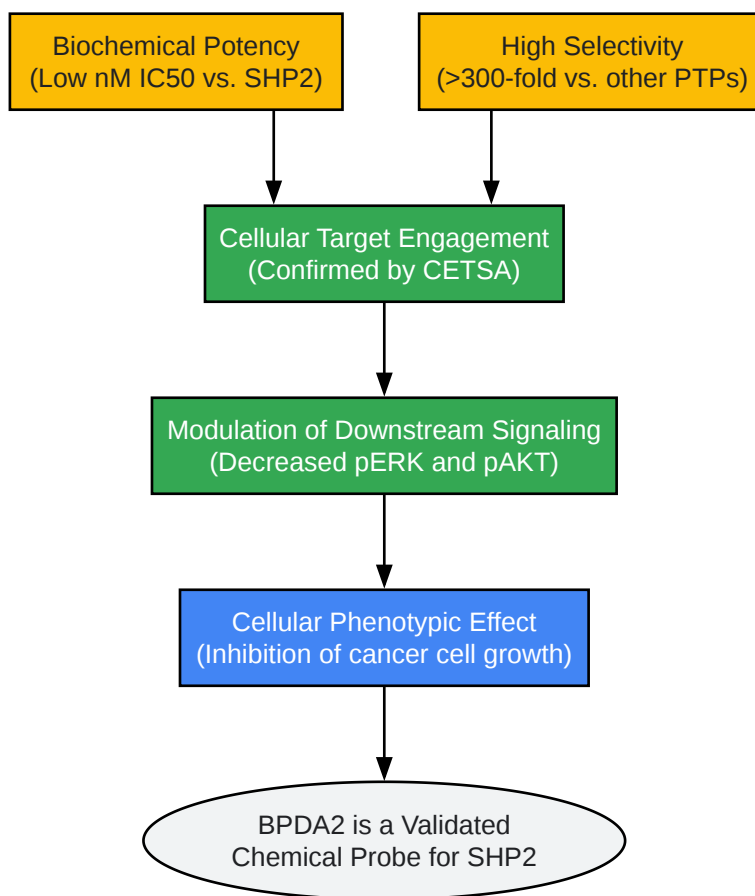 Biochemical Potency
(Low nM IC50 vs. SHP2)
High Selectivity
(>300-fold vs. other PTPs)
Cellular Target Engagement
(Confirmed by CETSA)
Modulation of Downstream Signaling
(Decreased pERK and pAKT)
Cellular Phenotypic Effect
(Inhibition of cancer cell growth)
BPDA2 is a Validated
Chemical Probe for SHP2